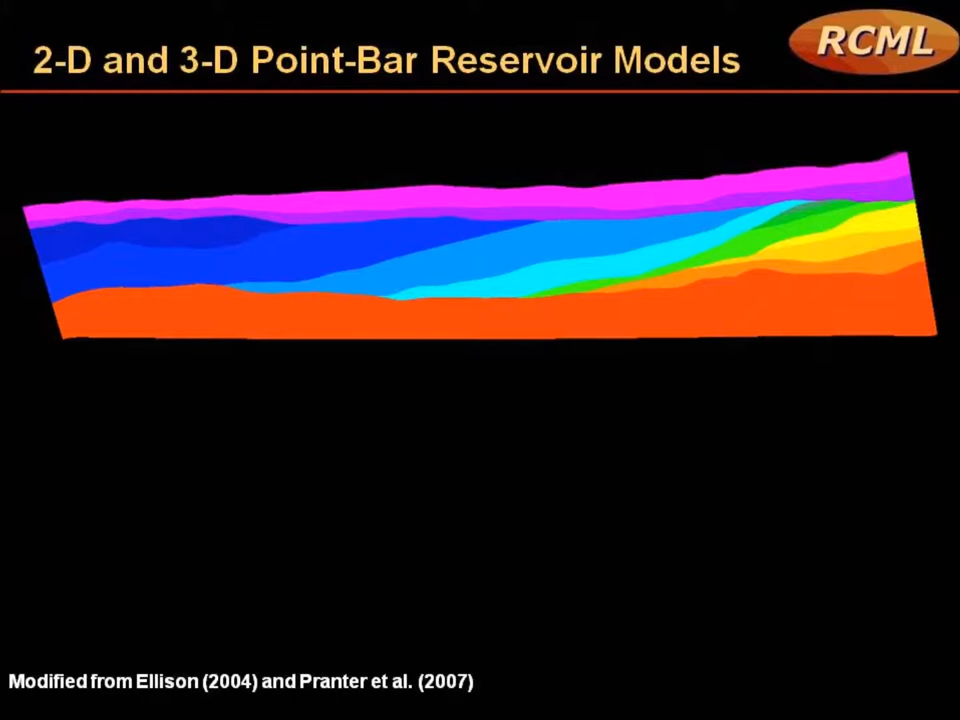 2-D and 3-D Point-Bar Reservoir Models
RCML
Modified from Ellison (2004) and Pranter et al. (2007)